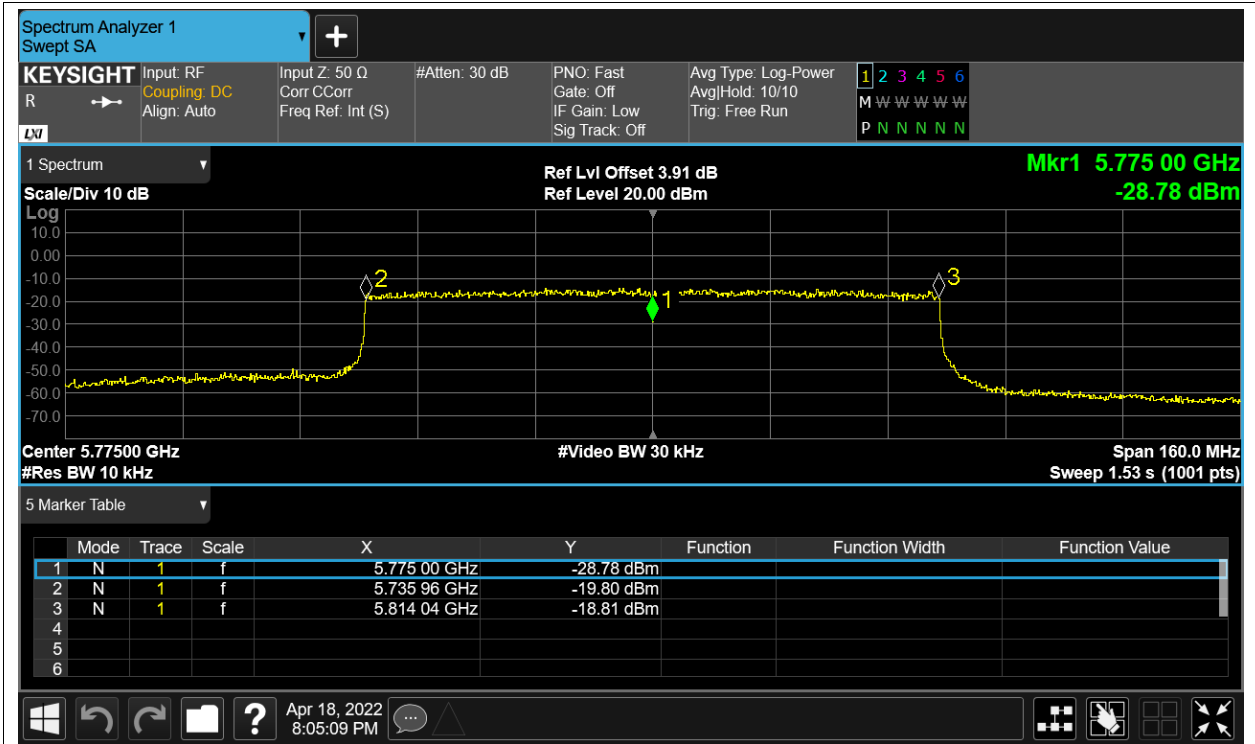 Spectrum Analyzer 1
Swept SA
+
KEYSIGHT
R
LXI
Input: RF
Coupling: DC
Align: Auto
Input Z: 50 Ω
Corr CCorr
Freq Ref: Int (S)
#Atten: 30 dB
PNO: Fast
Gate: Off
IF Gain: Low
Sig Track: Off
Avg Type: Log-Power
Avg|Hold: 10/10
Trig: Free Run
1 2 3 4 5 6
M W W W W W
P N N N N N
1 Spectrum
Scale/Div 10 dB
Ref Lvl Offset 3.91 dB
Ref Level 20.00 dBm
Mkr1 5.775 00 GHz
-28.78 dBm
Log
10.0
0.00
-10.0
-20.0
-30.0
-40.0
-50.0
-60.0
-70.0
2
1
3
Center 5.77500 GHz
#Res BW 10 kHz
#Video BW 30 kHz
Span 160.0 MHz
Sweep 1.53 s (1001 pts)
5 Marker Table
Mode Trace Scale X Y Function Function Width Function Value
1 N 1 f 5.775 00 GHz -28.78 dBm
2 N 1 f 5.735 96 GHz -19.80 dBm
3 N 1 f 5.814 04 GHz -18.81 dBm
4
5
6
?
Apr 18, 2022
8:05:09 PM